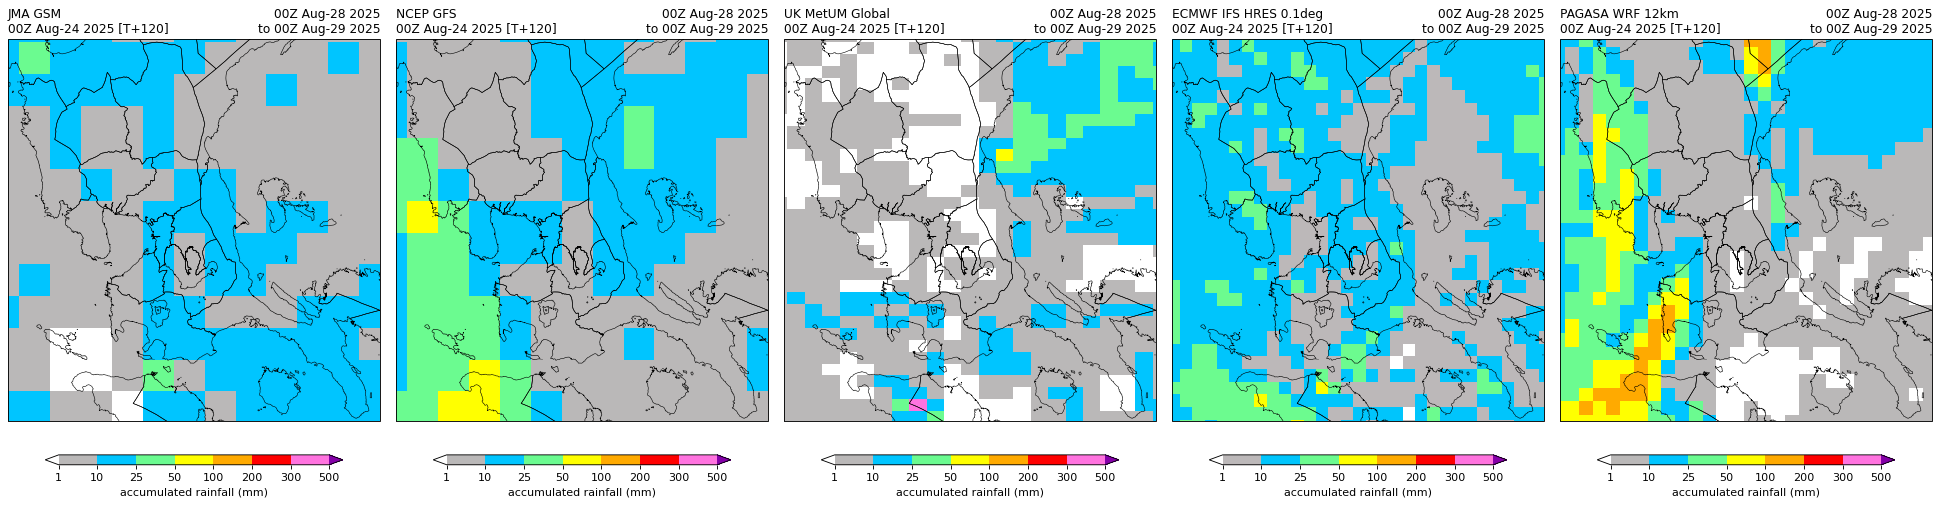 JMA GSM 00Z Aug-28 2025
00Z Aug-24 2025 [T+120] to 00Z Aug-29 2025
1 10 25 50 100 200 300 500
accumulated rainfall (mm)
NCEP GFS 00Z Aug-28 2025
00Z Aug-24 2025 [T+120] to 00Z Aug-29 2025
1 10 25 50 100 200 300 500
accumulated rainfall (mm)
UK MetUM Global 00Z Aug-28 2025
00Z Aug-24 2025 [T+120] to 00Z Aug-29 2025
1 10 25 50 100 200 300 500
accumulated rainfall (mm)
ECMWF IFS HRES 0.1deg 00Z Aug-28 2025
00Z Aug-24 2025 [T+120] to 00Z Aug-29 2025
1 10 25 50 100 200 300 500
accumulated rainfall (mm)
PAGASA WRF 12km 00Z Aug-28 2025
00Z Aug-24 2025 [T+120] to 00Z Aug-29 2025
1 10 25 50 100 200 300 500
accumulated rainfall (mm)